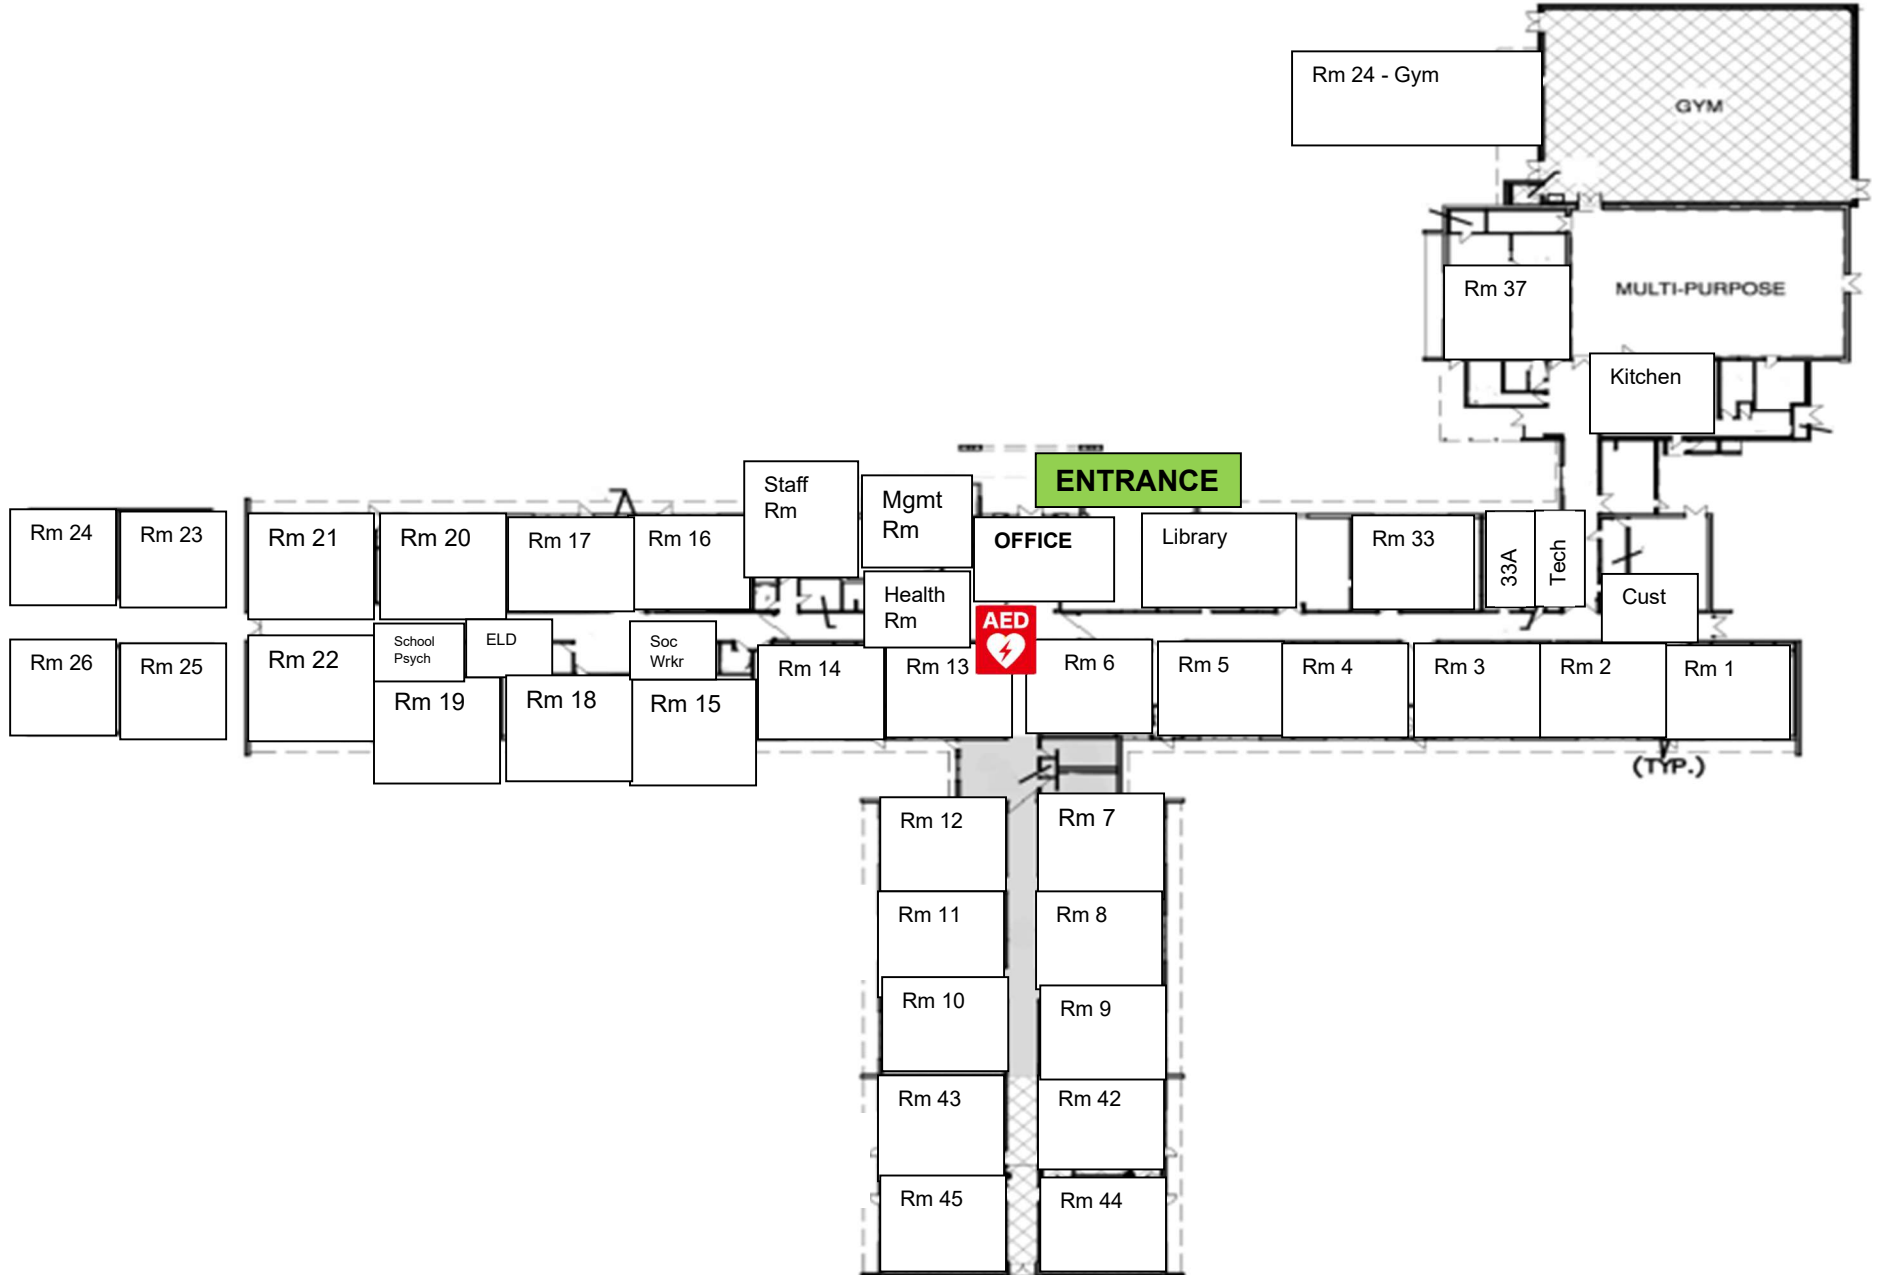 Rm 24 - Gym
GYM
Rm 37
MULTI-PURPOSE
Kitchen
ENTRANCE
Staff
Rm
Mgmt
Rm
Rm 24
Rm 23
Rm 21
Rm 20
Rm 17
Rm 16
OFFICE
Library
Rm 33
33A
Tech
Health
Rm
Cust
AED
Rm 26
Rm 25
Rm 22
School
Psych
ELD
Soc
Wrkr
Rm 19
Rm 18
Rm 15
Rm 14
Rm 13
Rm 6
Rm 5
Rm 4
Rm 3
Rm 2
Rm 1
(TYP.)
Rm 12
Rm 7
Rm 11
Rm 8
Rm 10
Rm 9
Rm 43
Rm 42
Rm 45
Rm 44